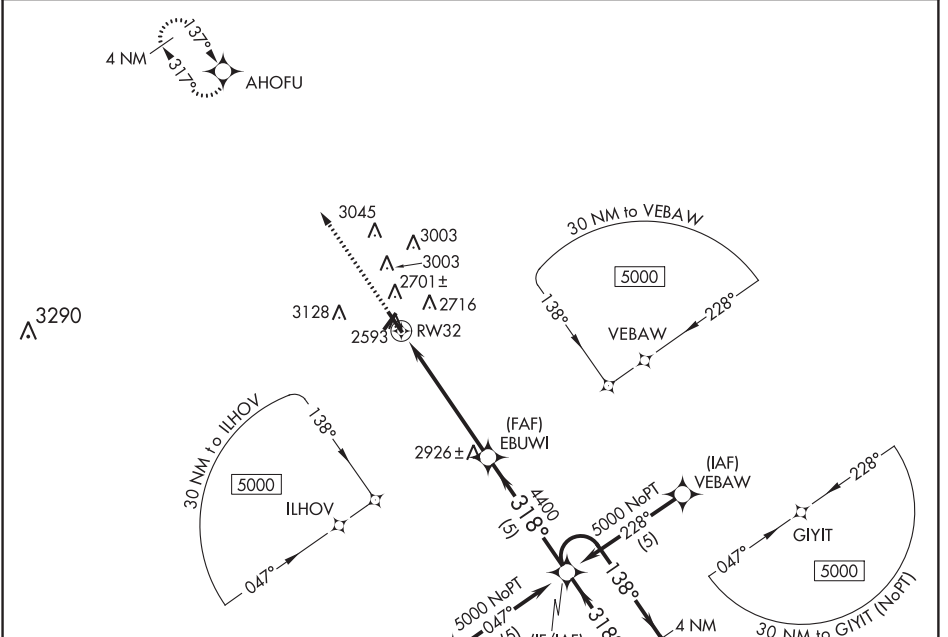 4 NM
137°
317°
AHOFU
3045
3003
3003
2701±
2716
3128
2593
RW32
3290
30 NM to VEBAW
5000
138°
228°
VEBAW
(FAF)
EBUWI
2926±
30 NM to ILHOV
138°
5000
ILHOV
047°
4400
318°
(5)
(IAF)
VEBAW
5000 NoPT
228°
(5)
228°
GIYIT
047°
5000
30 NM to GIYIT (NoPT)
138°
5000 NoPT
047°
(5)
(IF/IAF)
318°
4 NM